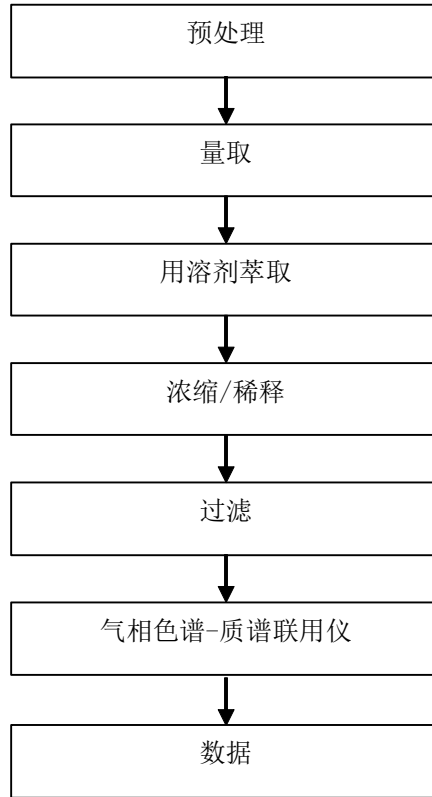 预处理
量取
用溶剂萃取
浓缩/稀释
过滤
气相色谱-质谱联用仪
数据